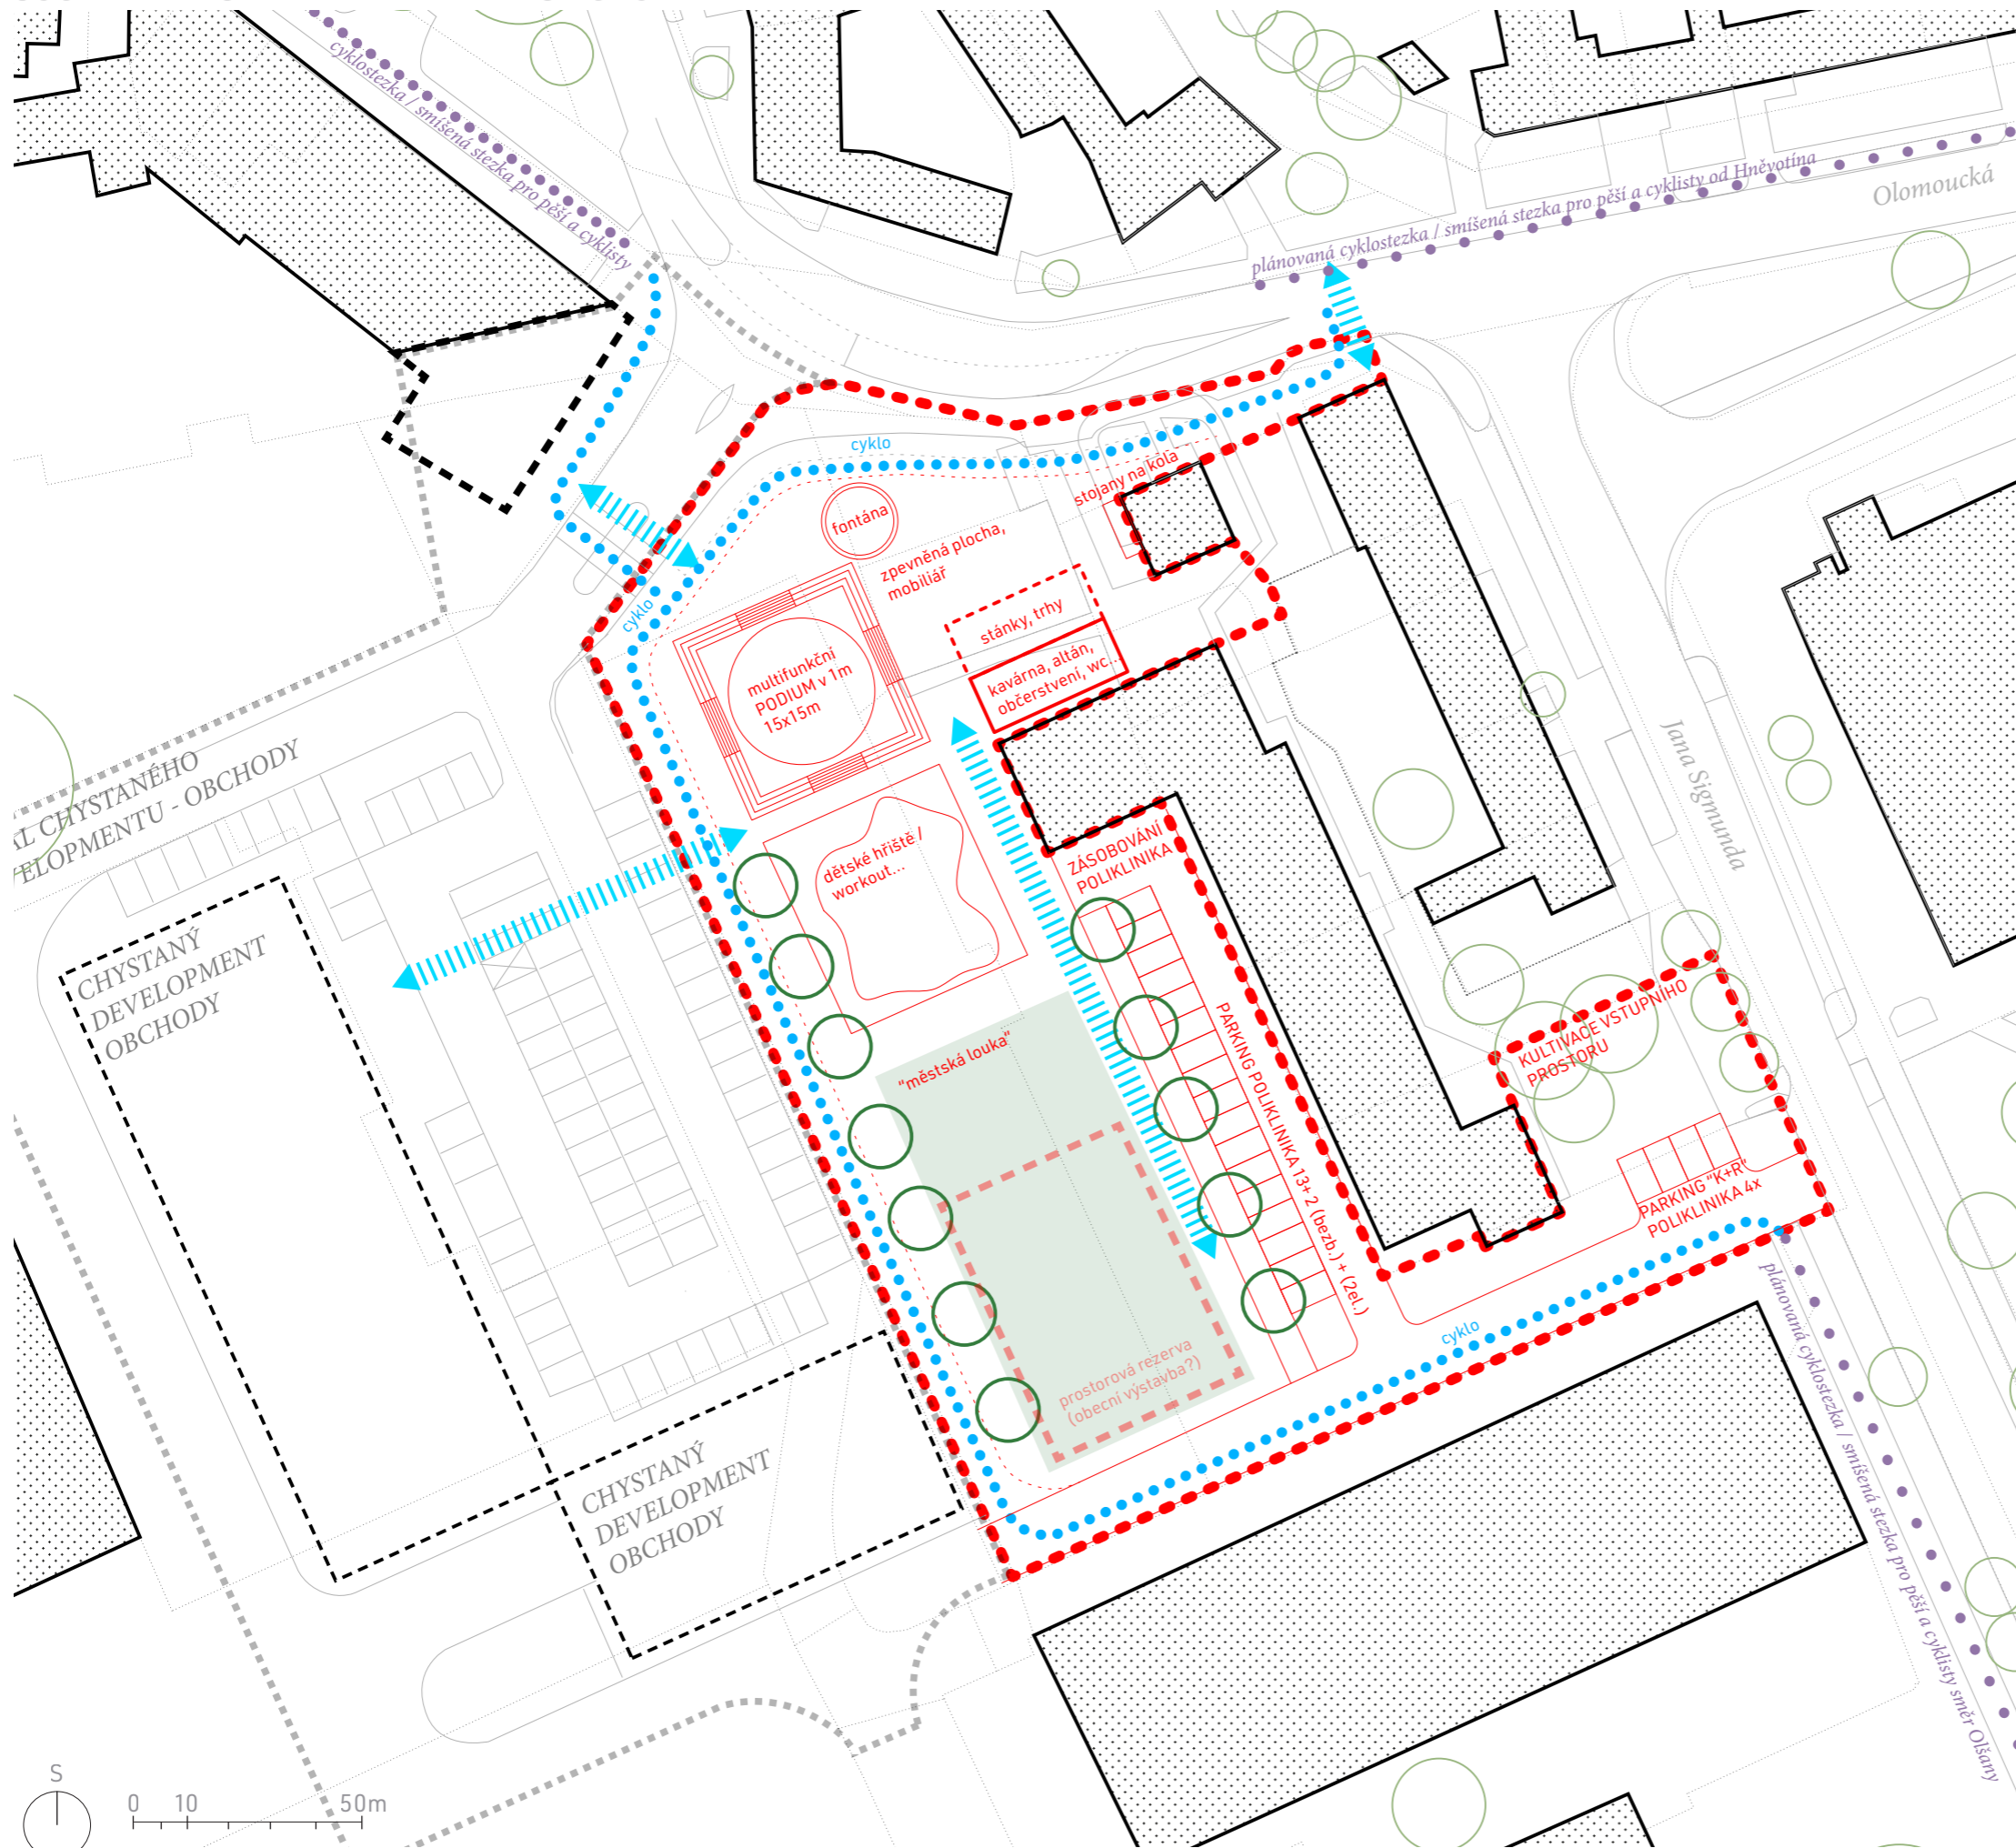 cyklostezka / smíšená stezka pro pěší a cyklisty
plánovaná cyklostezka / smíšená stezka pro pěší a cyklisty od Hněvotína
Olomoucká
cyklo
stojany na kola
fontána
zpevněná plocha,
mobiliář
cyklo
stánky, trhy
kavárna, altán,
občerstvení, wc...
multifunkční
PODIUM v 1m
15x15m
AL CHYSTANÉHO
ELOPMENTU - OBCHODY
Jana Sigmunda
dětské hřiště /
workout...
ZÁSOBOVÁNÍ
POLIKLINIKA
CHYSTANÝ
DEVELOPMENT
OBCHODY
"městská louka"
PARKING POLIKLINIKA 13+ 2 (bezb.) + (2el.)
KULTIVACE VSTUPNÍHO
PROSTORU
PARKING "K+R"
POLIKLINIKA 4x
cyklo
prostorová rezerva
(obecní výstavba?)
plánovaná cyklostezka / smíšená stezka pro pěší a cyklisty směr Olšany
CHYSTANÝ
DEVELOPMENT
OBCHODY
S
0 10 50m